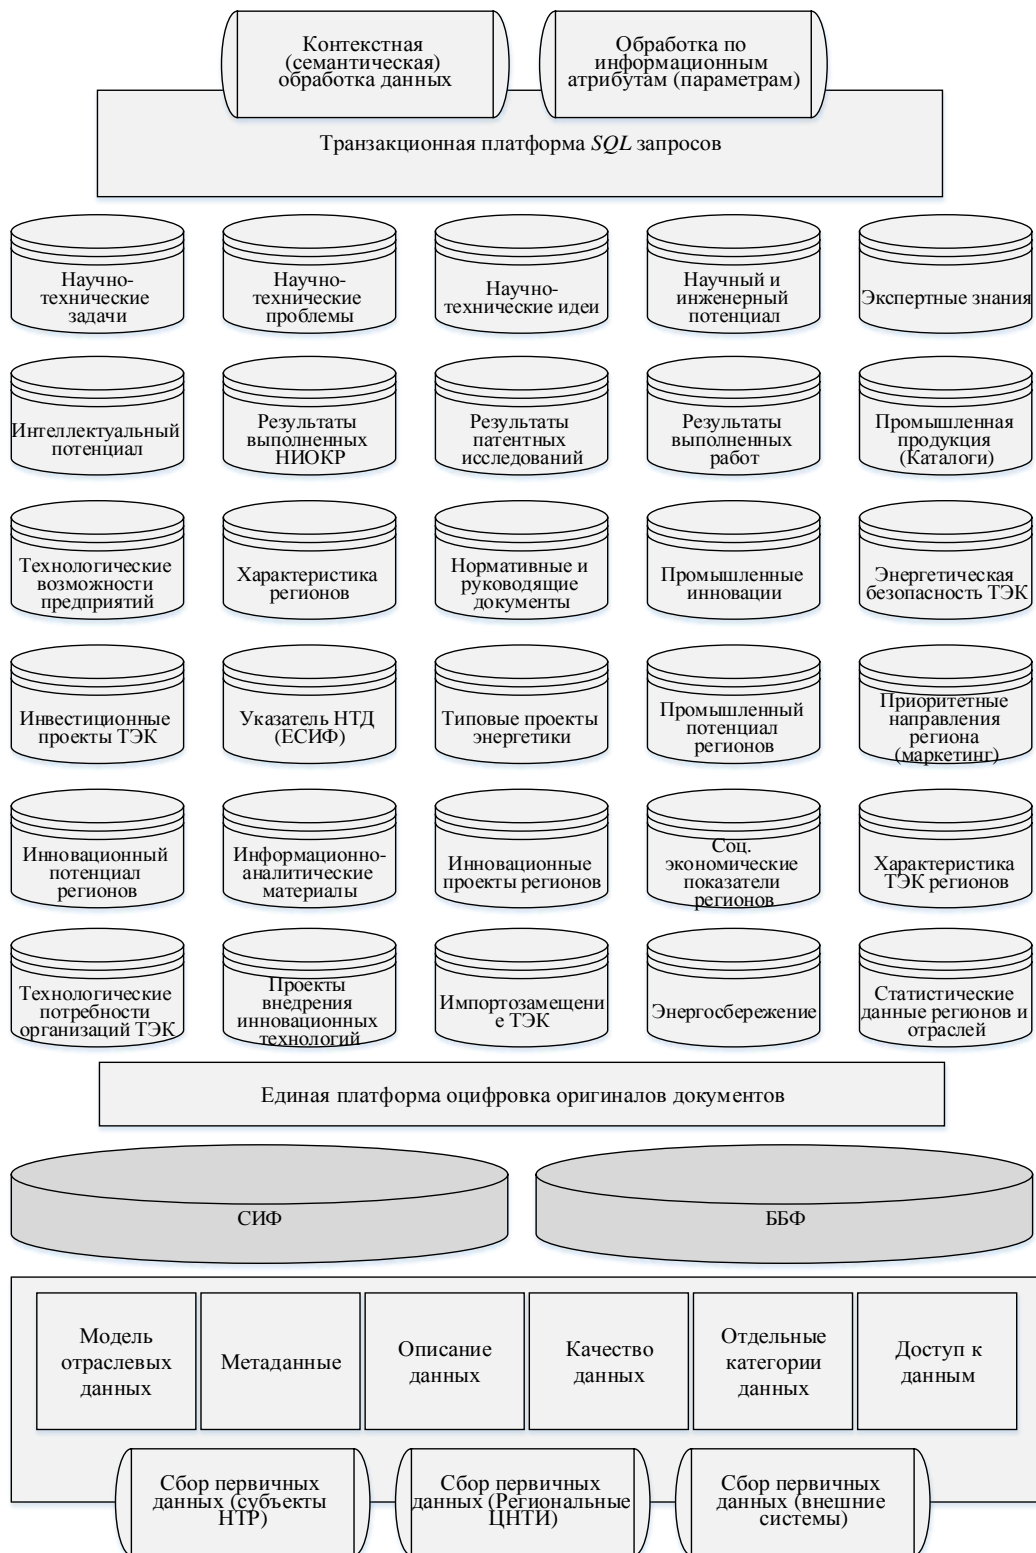 Контекстная
(семантическая)
обработка данных
Обработка по
информационным
атрибутам (параметрам)
Транзакционная платформа SQL запросов
Научно-
технические
задачи
Научно-
технические
проблемы
Научно-
технические идеи
Научный и
инженерный
потенциал
Экспертные знания
Интеллектуальный
потенциал
Результаты
выполненных
НИОКР
Результаты
патентных
исследований
Результаты
выполненных
работ
Промышленная
продукция
(Каталоги)
Технологические
возможности
предприятий
Характеристика
регионов
Нормативные и
руководящие
документы
Промышленные
инновации
Энергетическая
безопасность ТЭК
Инвестиционные
проекты ТЭК
Указатель НТД
(ЕСИФ)
Типовые проекты
энергетики
Промышленный
потенциал
регионов
Приоритетные
направления
региона
(маркетинг)
Инновационный
потенциал
регионов
Информационно-
аналитические
материалы
Инновационные
проекты регионов
Соц.
экономические
показатели
регионов
Характеристика
ТЭК регионов
Технологические
потребности
организаций ТЭК
Проекты
внедрения
инновационных
технологий
Импортозамещени
е ТЭК
Энергосбережение
Статистические
данные регионов и
отраслей
Единая платформа оцифровка оригиналов документов
СИФ
ББФ
Модель
отраслевых
данных
Метаданные
Описание
данных
Качество
данных
Отдельные
категории
данных
Доступ к
данным
Сбор первичных
данных (субъекты
НТР)
Сбор первичных
данных (Региональные
ЦНТИ)
Сбор первичных
данных (внешние
системы)